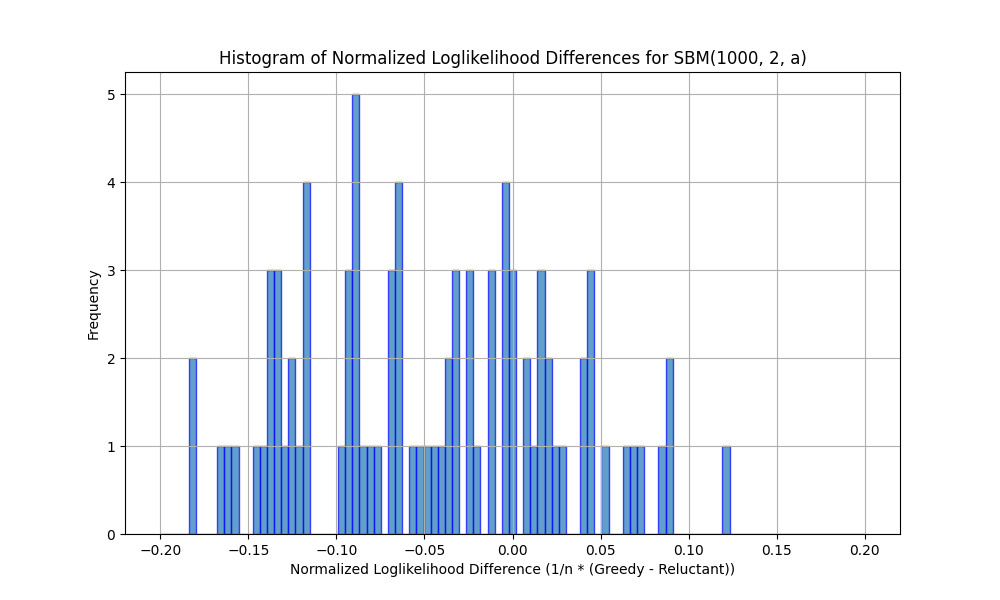 Histogram of Normalized Loglikelihood Differences for SBM(1000, 2, a)
5
4
3
2
1
0
Frequency
−0.20 −0.15 −0.10 −0.05 0.00 0.05 0.10 0.15 0.20
Normalized Loglikelihood Difference (1/n * (Greedy - Reluctant))